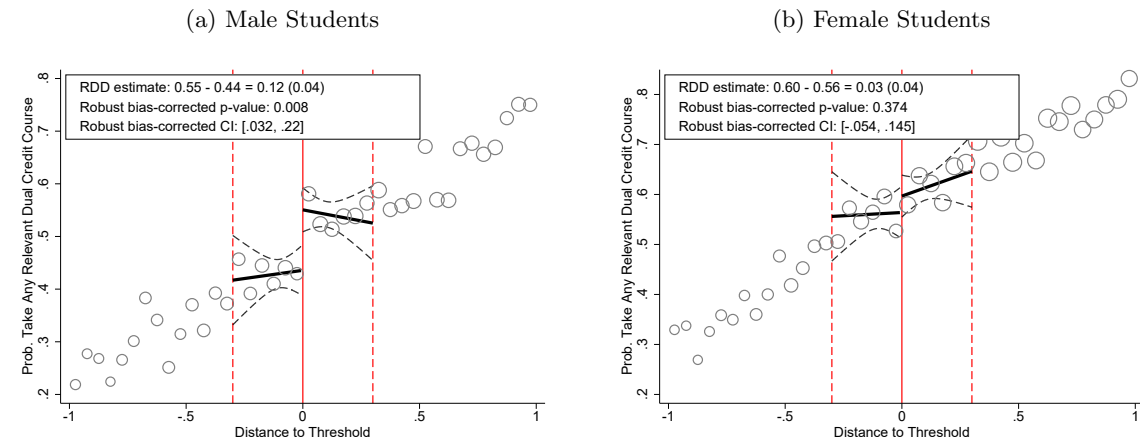 (a) Male Students
RDD estimate: 0.55 - 0.44 = 0.12 (0.04)
Robust bias-corrected p-value: 0.008
Robust bias-corrected CI: [.032, .22]
Prob. Take Any Relevant Dual Credit Course
.8
.7
.6
.5
.4
.3
.2
-1
-.5
0
.5
1
Distance to Threshold
(b) Female Students
RDD estimate: 0.60 - 0.56 = 0.03 (0.04)
Robust bias-corrected p-value: 0.374
Robust bias-corrected CI: [-.054, .145]
Prob. Take Any Relevant Dual Credit Course
.8
.7
.6
.5
.4
.3
.2
-1
-.5
0
.5
1
Distance to Threshold